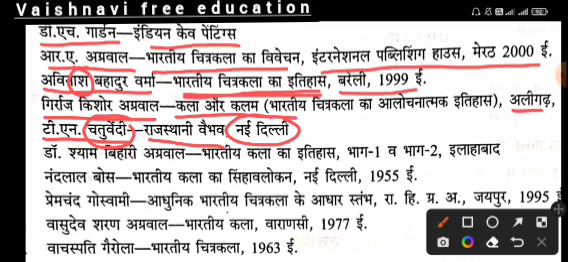 Vaishnavi free education
डी.एच. गार्डन—इंडियन केव पेंटिंग्स
आर.ए. अग्रवाल—भारतीय चित्रकला का विवेचन, इंटरनेशनल पब्लिशिंग हाउस, मेरठ 2000 ई.
अविनाश बहादुर वर्मा—भारतीय चित्रकला का इतिहास, बरेली, 1999 ई.
गिर्राज किशोर अग्रवाल—कला और कलम (भारतीय चित्रकला का आलोचनात्मक इतिहास), अलीगढ़,
टी.एन. चतुर्वेदी—राजस्थानी वैभव, नई दिल्ली
डॉ. श्याम बिहारी अग्रवाल—भारतीय कला का इतिहास, भाग-1 व भाग-2, इलाहाबाद
नंदलाल बोस—भारतीय कला का सिंहावलोकन, नई दिल्ली, 1955 ई.
प्रेमचंद गोस्वामी—आधुनिक भारतीय चित्रकला के आधार स्तंभ, रा. हि. ग्र. अ., जयपुर, 1995
वासुदेव शरण अग्रवाल—भारतीय कला, वाराणसी, 1977 ई.
वाचस्पति गैरोला—भारतीय चित्रकला, 1963 ई.